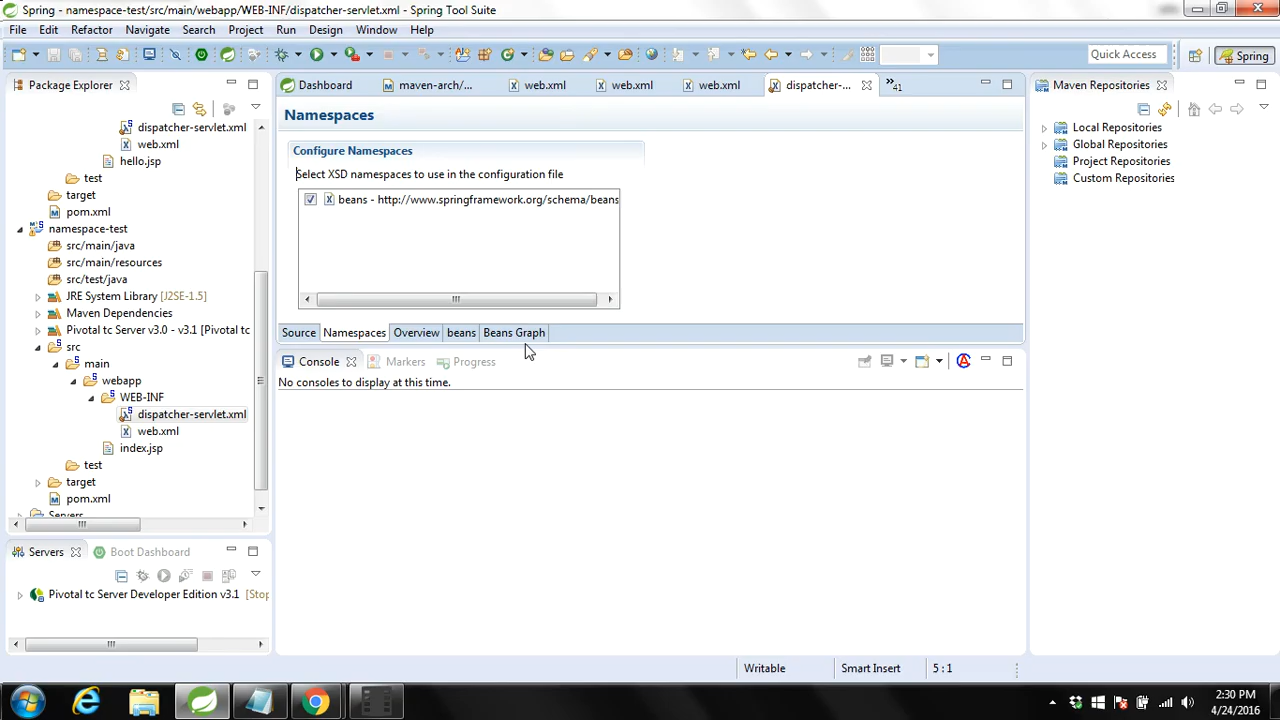 Spring - namespace-test/src/main/webapp/WEB-INF/dispatcher-servlet.xml - Spring Tool Suite
File Edit Refactor Navigate Search Project Run Design Window Help
Quick Access
Spring
Package Explorer
dispatcher-servlet.xml
web.xml
hello.jsp
test
target
pom.xml
namespace-test
src/main/java
src/main/resources
src/test/java
JRE System Library [J2SE-1.5]
Maven Dependencies
Pivotal tc Server v3.0 - v3.1 [Pivotal tc
src
main
webapp
WEB-INF
dispatcher-servlet.xml
web.xml
index.jsp
test
target
pom.xml
Servers
Servers Boot Dashboard
Pivotal tc Server Developer Edition v3.1 [Stop
Dashboard maven-arch/... web.xml web.xml web.xml dispatcher-... »41
Namespaces
Configure Namespaces
Select XSD namespaces to use in the configuration file
beans - http://www.springframework.org/schema/beans
Source Namespaces Overview beans Beans Graph
Console Markers Progress
No consoles to display at this time.
Maven Repositories
Local Repositories
Global Repositories
Project Repositories
Custom Repositories
Writable Smart Insert 5 : 1
2:30 PM
4/24/2016